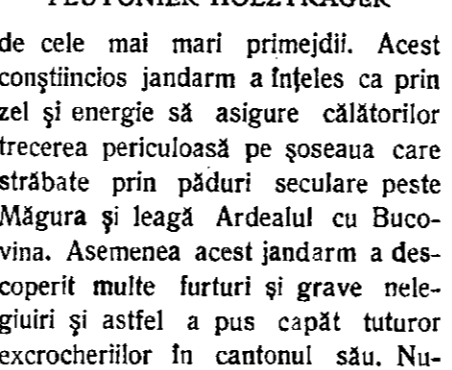 PLUTONIER HOLZTRÄGER
de cele mai mari primejdii. Acest
conştiincios jandarm a înţeles ca prin
zel şi energie să asigure călătorilor
trecerea periculoasă pe şoseaua care
străbate prin păduri seculare peste
Măgura şi leagă Ardealul cu Buco-
vina. Asemenea acest jandarm a des-
coperit multe furturi şi grave nele-
giuiri şi astfel a pus capăt tuturor
excrocheriilor în cantonul său. Nu-